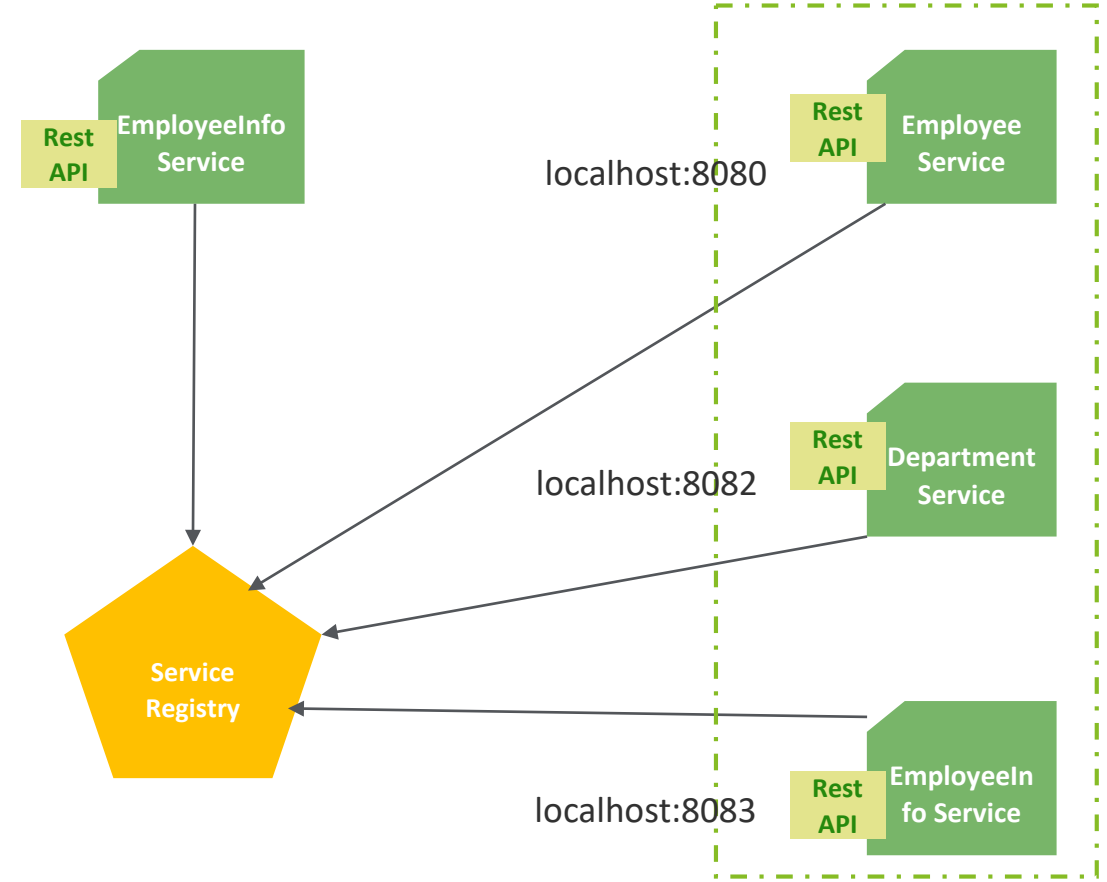 EmployeeInfo
Service
Rest
API
Rest
API
Employee
Service
localhost:8080
Rest
API
Department
Service
localhost:8082
Service
Registry
EmployeeIn
fo Service
Rest
API
localhost:8083